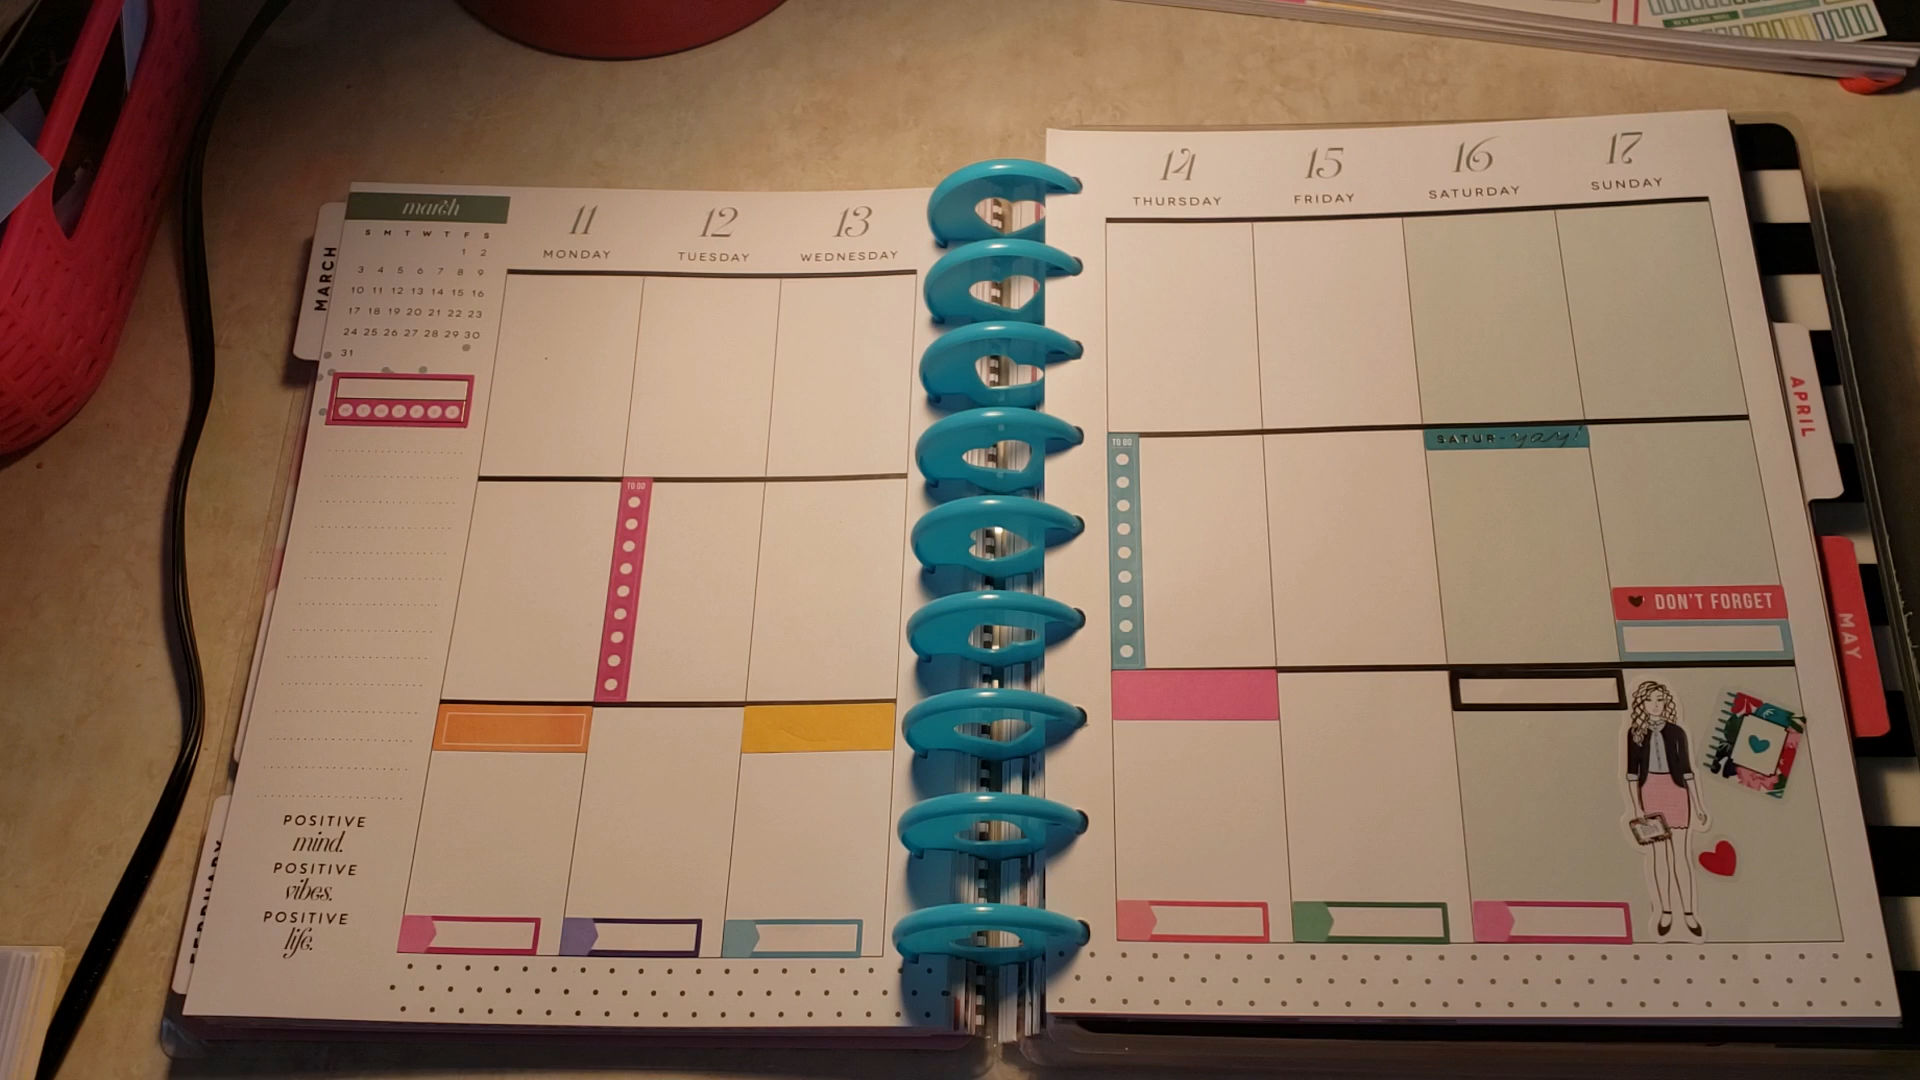 march
S M T W T F S
1 2
3 4 5 6 7 8 9
10 11 12 13 14 15 16
17 18 19 20 21 22 23
24 25 26 27 28 29 30
31
MARCH
11
MONDAY
12
TUESDAY
13
WEDNESDAY
M T W T F S S
TO DO
POSITIVE
mind.
POSITIVE
vibes.
POSITIVE
life.
FEBRUARY
14
THURSDAY
15
FRIDAY
16
SATURDAY
17
SUNDAY
TO DO
SATUR-yay!
DON'T FORGET
APRIL
MAY